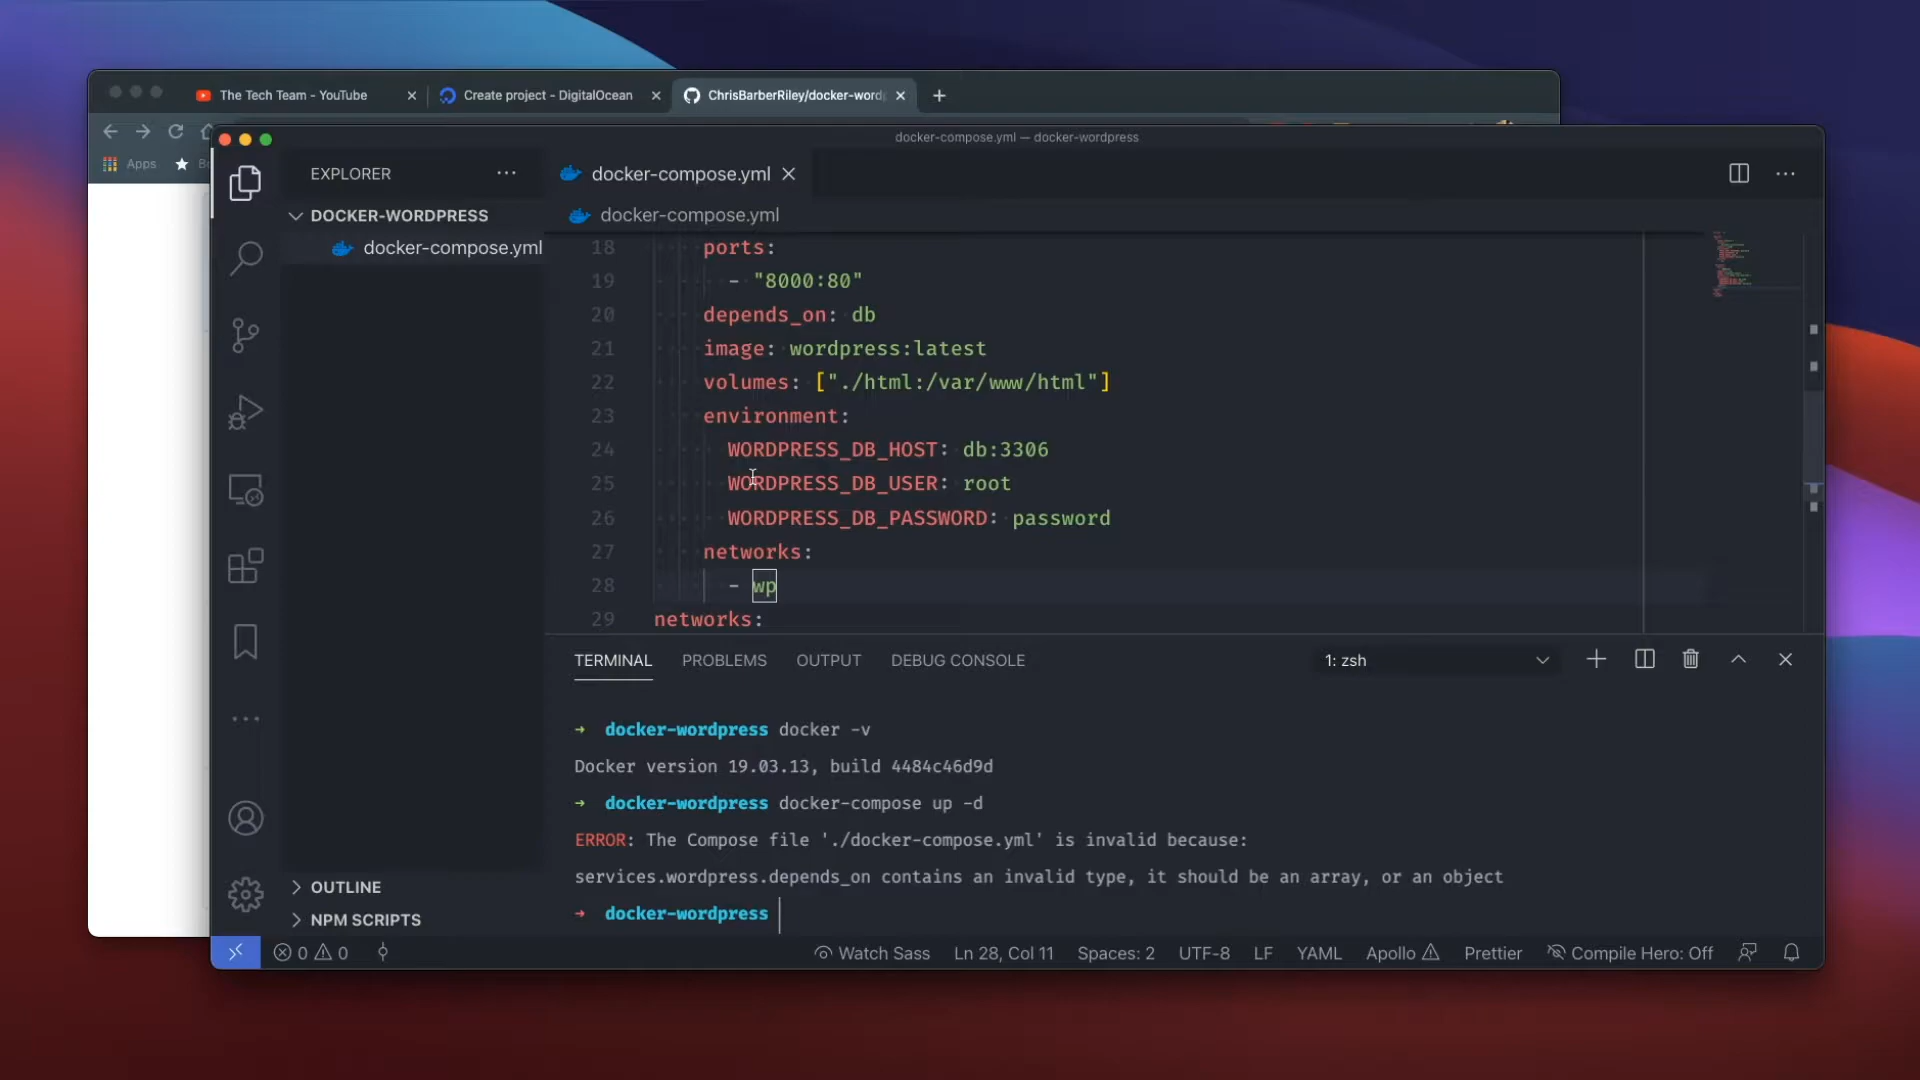 The Tech Team - YouTube
Create project - DigitalOcean
ChrisBarberRiley/docker-word
Apps
docker-compose.yml — docker-wordpress
EXPLORER
docker-compose.yml
DOCKER-WORDPRESS
docker-compose.yml
docker-compose.yml
18 ports:
19 - "8000:80"
20 depends_on: db
21 image: wordpress:latest
22 volumes: ["./html:/var/www/html"]
23 environment:
24 WORDPRESS_DB_HOST: db:3306
25 WORDPRESS_DB_USER: root
26 WORDPRESS_DB_PASSWORD: password
27 networks:
28 - wp
29 networks:
TERMINAL PROBLEMS OUTPUT DEBUG CONSOLE 1: zsh
→ docker-wordpress docker -v
Docker version 19.03.13, build 4484c46d9d
→ docker-wordpress docker-compose up -d
ERROR: The Compose file './docker-compose.yml' is invalid because:
services.wordpress.depends_on contains an invalid type, it should be an array, or an object
→ docker-wordpress
OUTLINE
NPM SCRIPTS
0 0 Watch Sass Ln 28, Col 11 Spaces: 2 UTF-8 LF YAML Apollo Prettier Compile Hero: Off